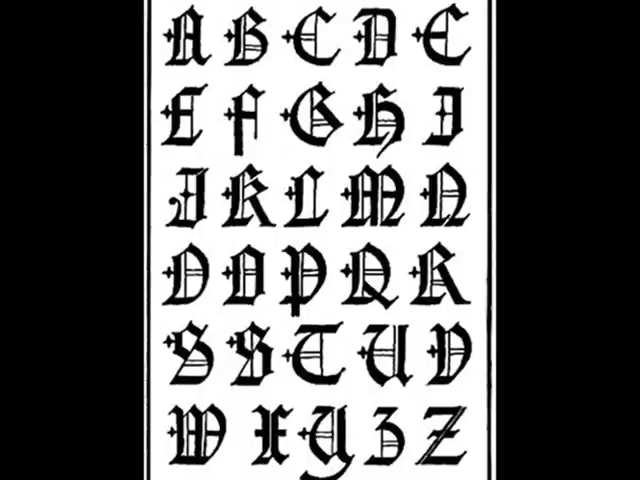 A B C D E
E F G H I
J K L M N
O O P Q R
S S T U V
W X Y Z Z